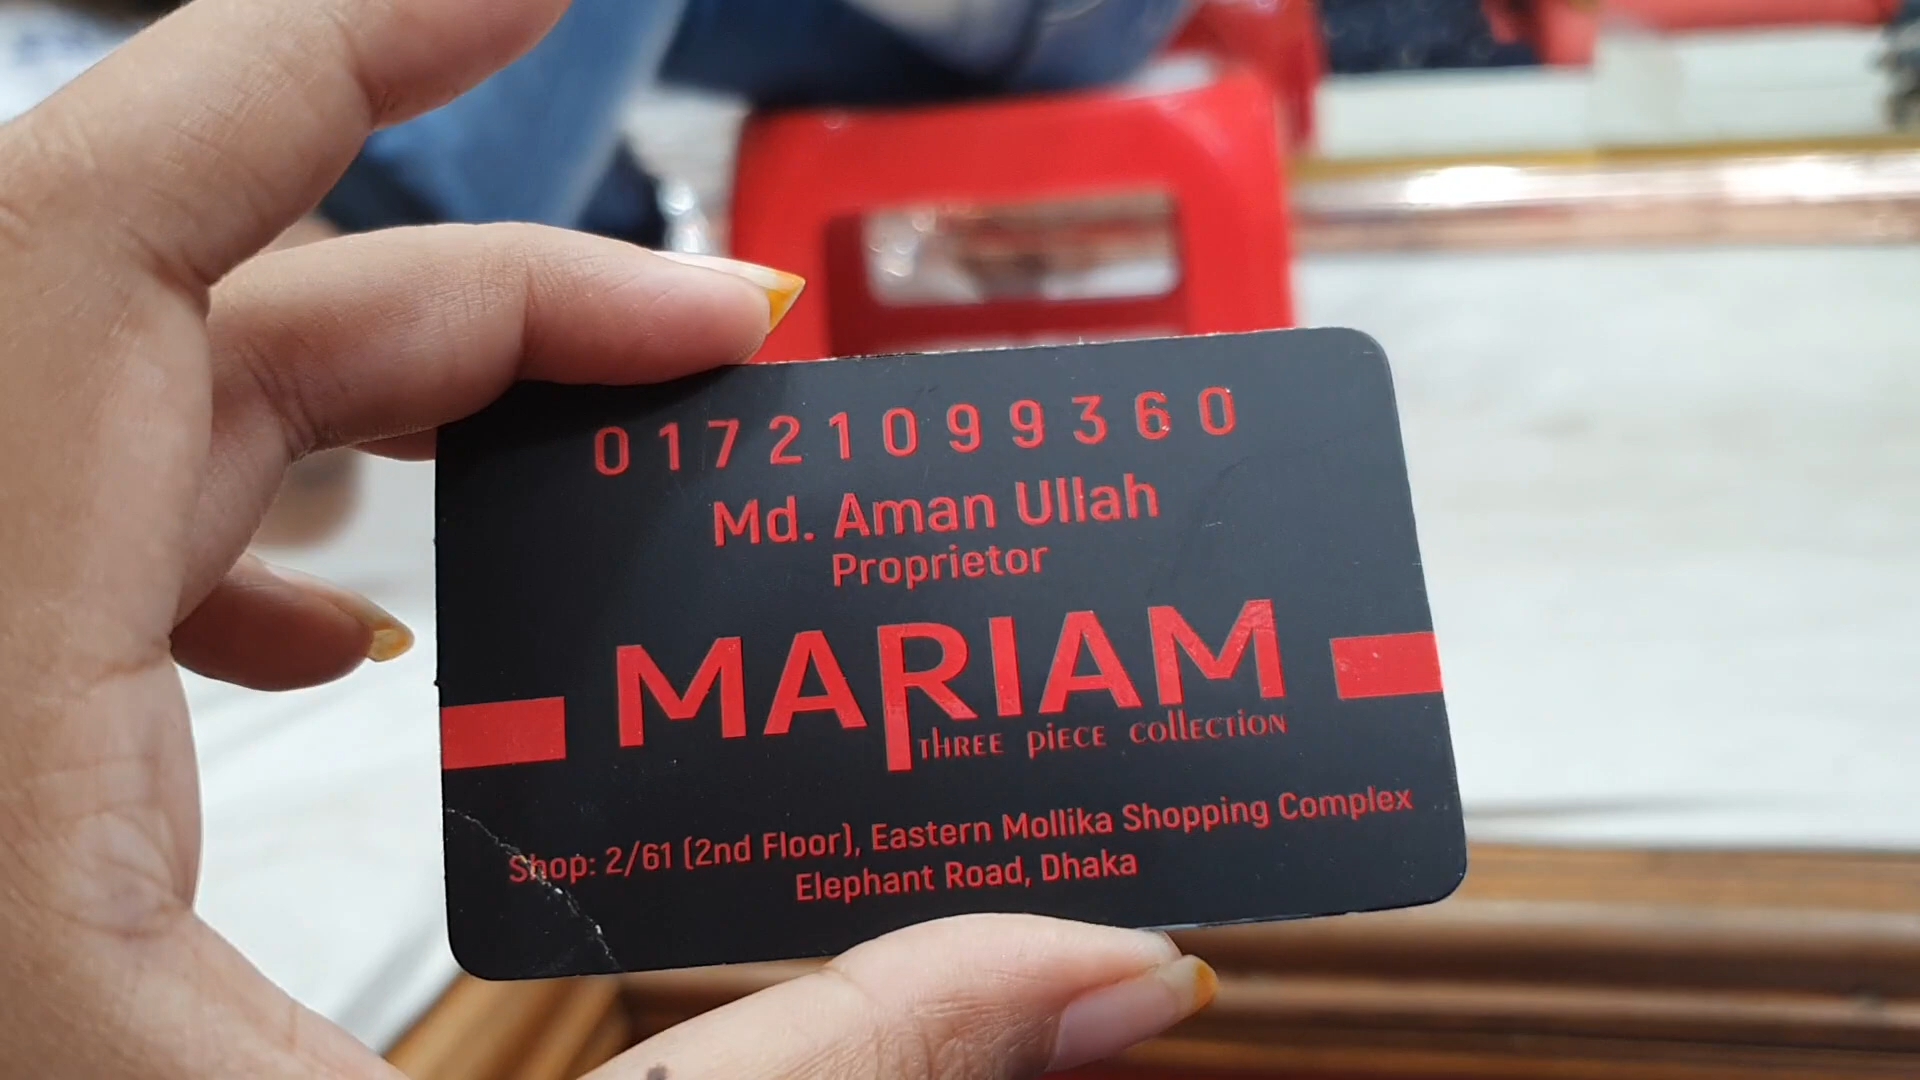 01721099360
Md. Aman Ullah
Proprietor
MARIAM
THREE PIECE COLLECTION
Shop: 2/61 (2nd Floor), Eastern Mollika Shopping Complex
Elephant Road, Dhaka